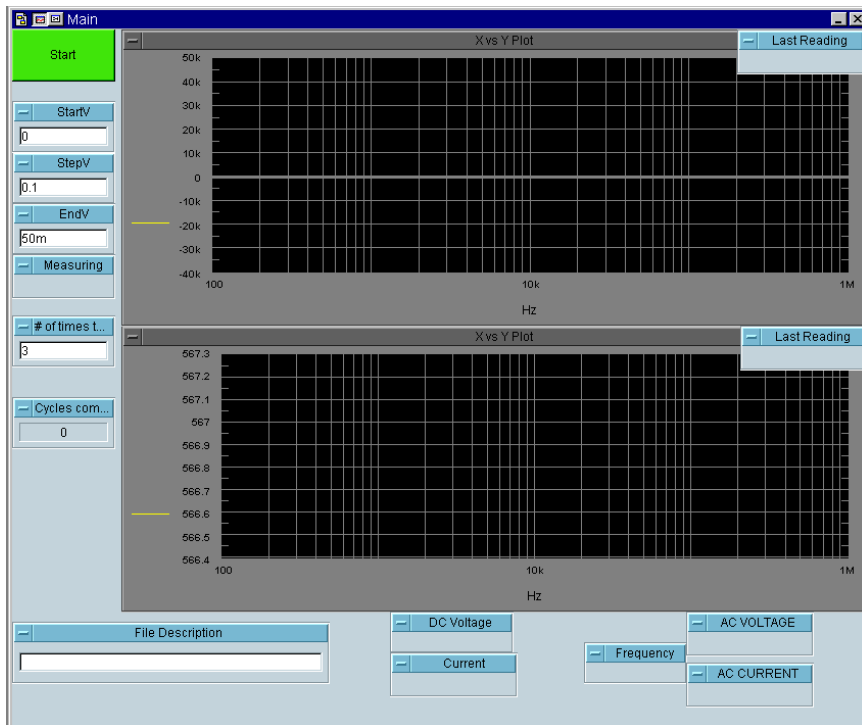 Main
Start
StartV
0
StepV
0.1
EndV
50m
Measuring
# of times t...
3
Cycles com...
0
X vs Y Plot
Last Reading
50k
40k
30k
20k
10k
0
-10k
-20k
-30k
-40k
100 10k 1M
Hz
X vs Y Plot
Last Reading
567.3
567.2
567.1
567
566.9
566.8
566.7
566.6
566.5
566.4
100 10k 1M
Hz
File Description
DC Voltage
Current
Frequency
AC VOLTAGE
AC CURRENT